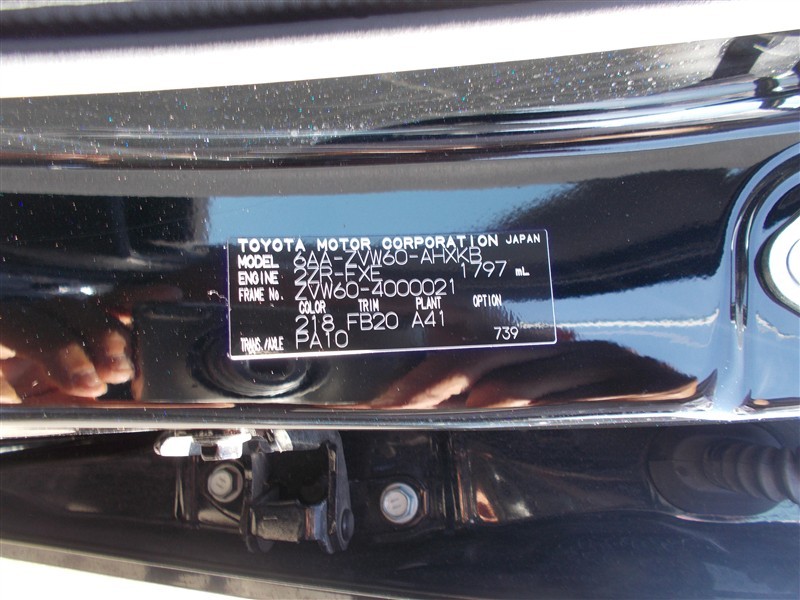 TOYOTA MOTOR CORPORATION JAPAN
MODEL 6AA-ZVW60-AHXKB
ENGINE 2ZR-FXE 1797 mL
FRAME No. ZVW60-4000021
COLOR TRIM PLANT OPTION
218 FB20 A41
TRANS./AXLE PA10 739